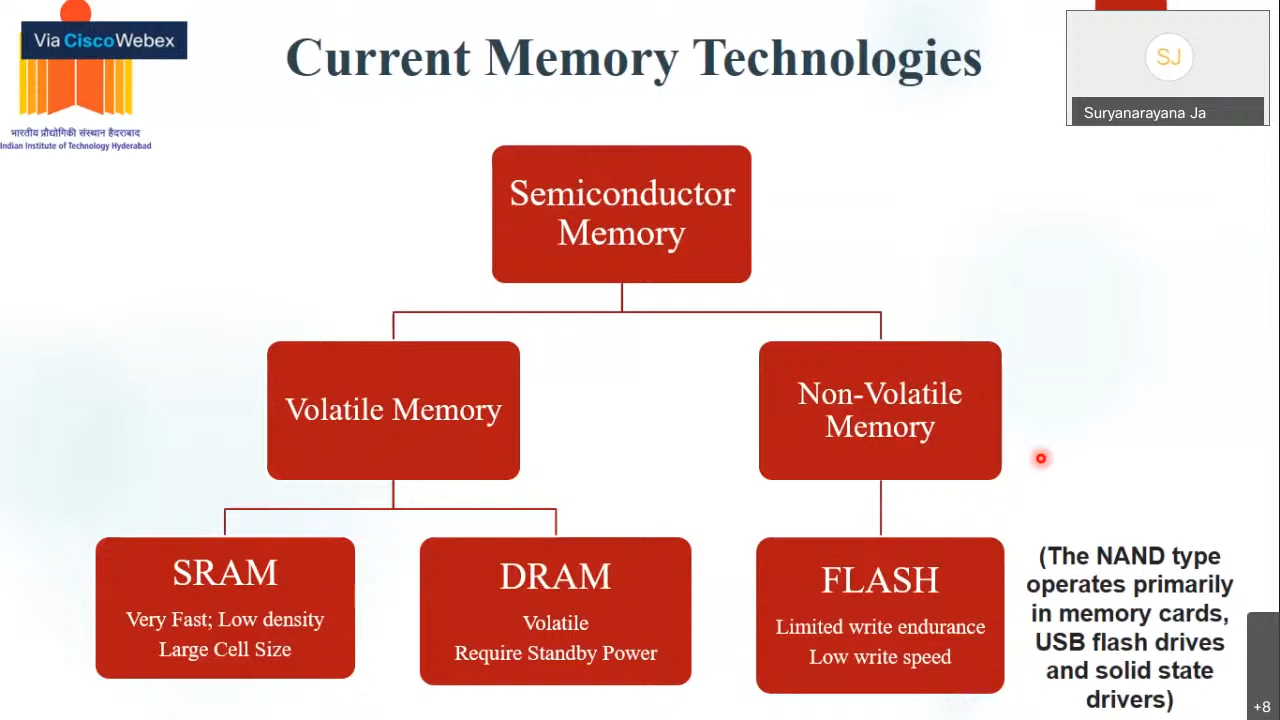 Via CiscoWebex
भारतीय प्रौद्योगिकी संस्थान हैदराबाद
Indian Institute of Technology Hyderabad
Current Memory Technologies
SJ
Suryanarayana Ja
Semiconductor
Memory
Volatile Memory
Non-Volatile
Memory
SRAM
Very Fast; Low density
Large Cell Size
DRAM
Volatile
Require Standby Power
FLASH
Limited write endurance
Low write speed
(The NAND type
operates primarily
in memory cards,
USB flash drives
and solid state
drivers)
+8